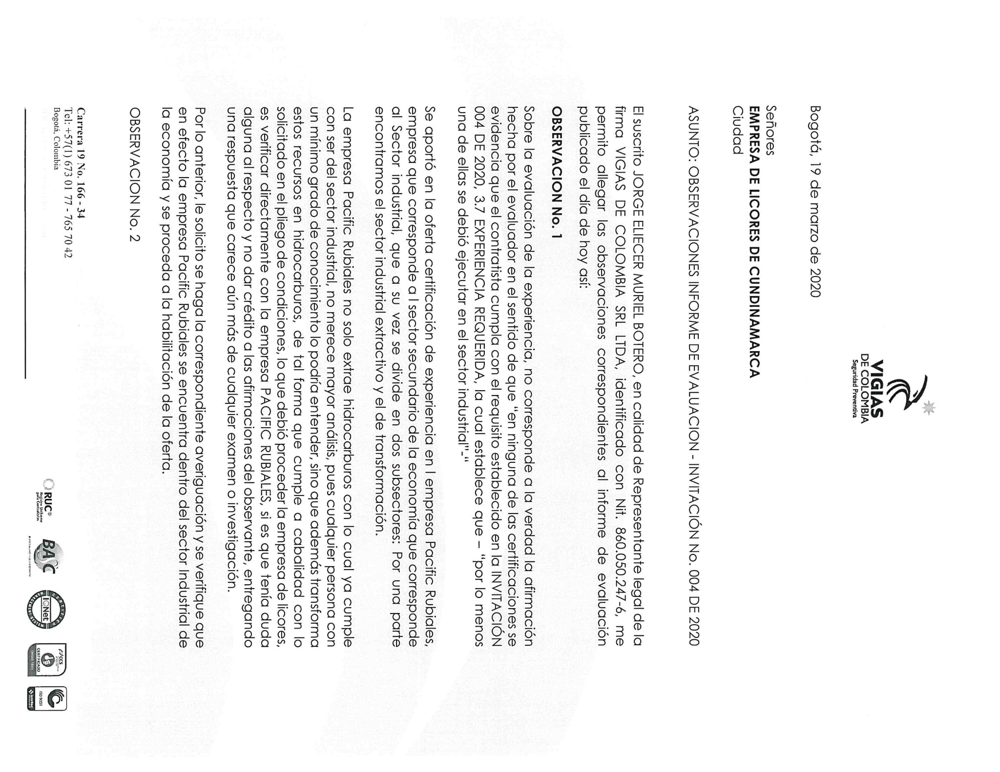 VIGIAS
DE COLOMBIA
Seguridad Preventiva
Bogotá, 19 de marzo de 2020
Señores
EMPRESA DE LICORES DE CUNDINAMARCA
Ciudad
ASUNTO: OBSERVACIONES INFORME DE EVALUACION - INVITACIÓN No. 004 DE 2020
El suscrito JORGE ELIECER MURIEL BOTERO, en calidad de Representante legal de la
firma VIGIAS DE COLOMBIA SRL LTDA, identificado con Nit. 860.050.247-6, me
permito allegar las observaciones correspondientes al informe de evaluación
publicado el día de hoy así:
OBSERVACION No. 1
Sobre la evaluación de la experiencia, no corresponde a la verdad la afirmación
hecha por el evaluador en el sentido de que “en ninguna de las certificaciones se
evidencia que el contratista cumpla con el requisito establecido en la INVITACIÓN
004 DE 2020, 3.7 EXPERIENCIA REQUERIDA, la cual establece que – “por lo menos
una de ellas se debió ejecutar en el sector industrial”-“
Se aportó en la oferta certificación de experiencia en l empresa Pacific Rubiales,
empresa que corresponde a l sector secundario de la economía que corresponde
al Sector industrial, que a su vez se divide en dos subsectores: Por una parte
encontramos el sector industrial extractivo y el de transformación.
La empresa Pacific Rubiales no solo extrae hidrocarburos con lo cual ya cumple
con ser del sector industrial, no merece mayor análisis, pues cualquier persona con
un mínimo grado de conocimiento lo podría entender, sino que además transforma
estos recursos en hidrocarburos, de tal forma que cumple a cabalidad con lo
solicitado en el pliego de condiciones, lo que debió proceder la empresa de licores,
es verificar directamente con la empresa PACIFIC RUBIALES, si es que tenía duda
alguna al respecto y no dar crédito a las afirmaciones del observante, entregando
una respuesta que carece aún más de cualquier examen o investigación.
Por lo anterior, le solicito se haga la correspondiente averiguación y se verifique que
en efecto la empresa Pacific Rubiales se encuentra dentro del sector Industrial de
la economía y se proceda a la habilitación de la oferta.
OBSERVACION No. 2
Carrera 19 No. 166 - 34
Tel: +57(1) 673 01 77 - 765 70 42
Bogotá, Colombia
RUC®
Registro Uniforme
para Contratistas
BASC
CERTIFIED
IQNet
MANAGEMENT SYSTEM
CCS
CERTIFICADO
OHSAS 18001
ISO 9001
icontec